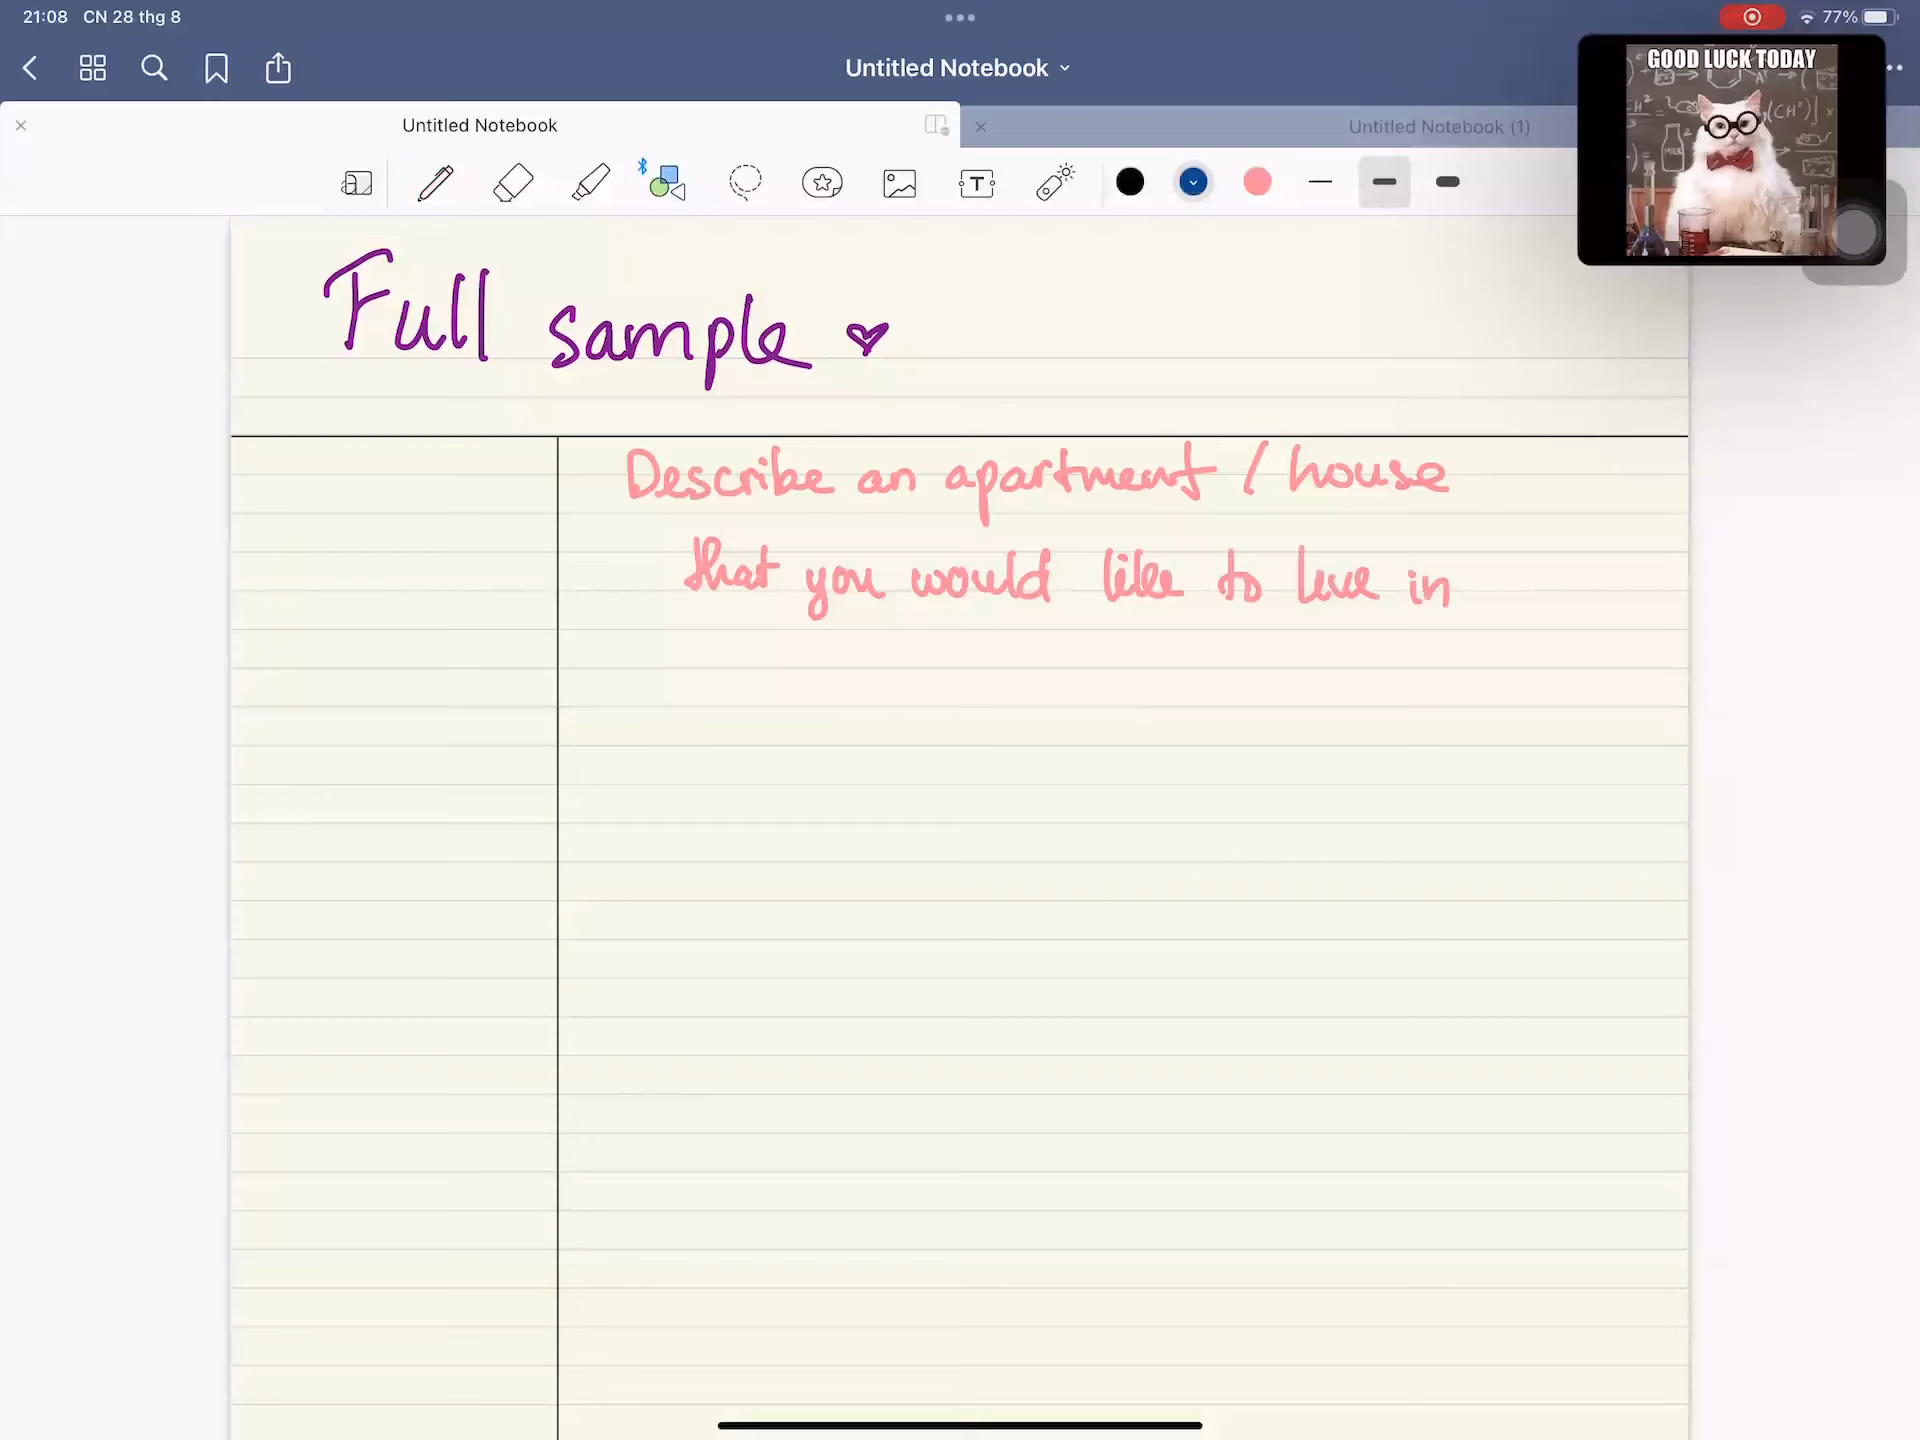 21:08 CN 28 thg 8
77%
Untitled Notebook
GOOD LUCK TODAY
Untitled Notebook
Untitled Notebook (1)
T
Full sample
Describe an apartment / house
that you would like to live in